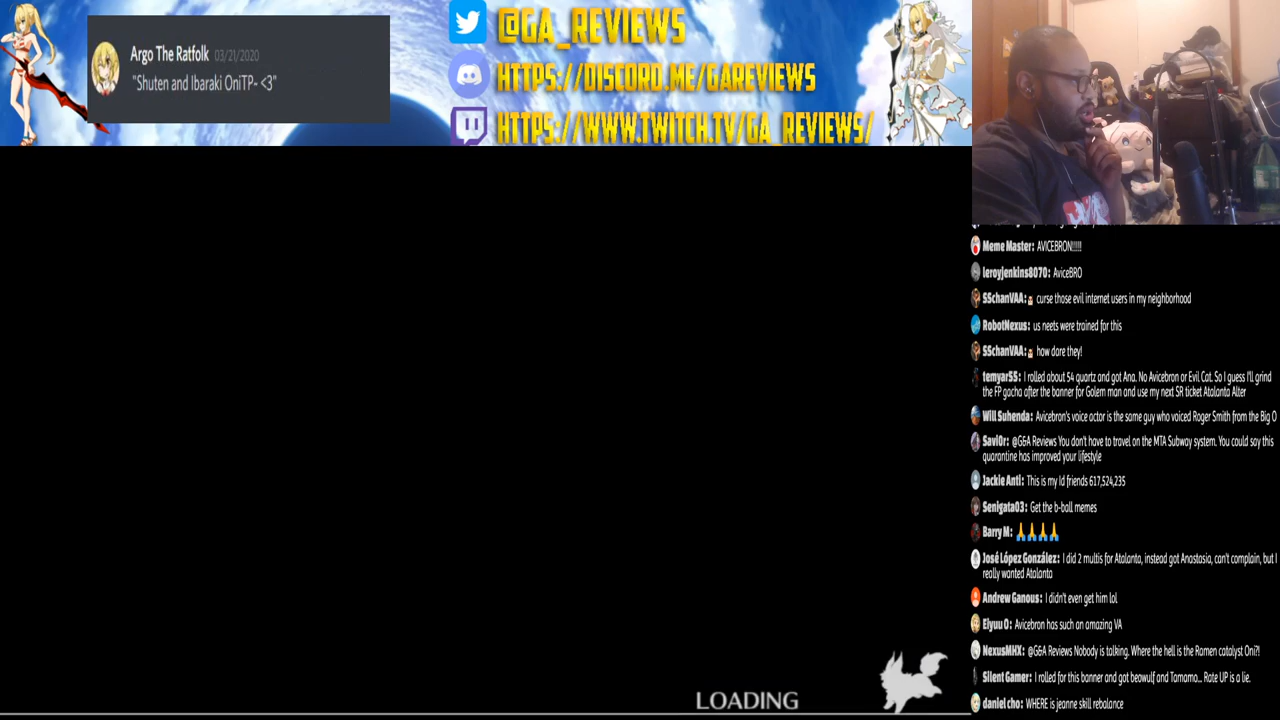 Argo The Ratfolk 03/21/2020
"Shuten and Ibaraki OniTP~ <3"
@GA_REVIEWS
HTTPS://DISCORD.ME/GAREVIEWS
HTTPS://WWW.TWITCH.TV/GA_REVIEWS/
Meme Master: AVICEBRON!!!!!
leroyjenkins8070: AviceBRO
SSchanVAA: curse those evil internet users in my neighborhood
RobotNexus: us neets were trained for this
SSchanVAA: how dare they!
temyar55: I rolled about 54 quartz and got Ana. No Avicebron or Evil Cat. So I guess I'll grind
the FP gacha after the banner for Golem man and use my next SR ticket Atalanta Alter
Will Suhenda: Avicebron's voice actor is the same guy who voiced Roger Smith from the Big O
Savi0r: @G&A Reviews You don't have to travel on the MTA Subway system. You could say this
quarantine has improved your lifestyle
Jackie Anti: This is my Id friends 617,524,235
Senigata03: Get the b-ball memes
Barry M: 🙏🙏🙏🙏
José López González: I did 2 multis for Atalanta, instead got Anastasia, can't complain, but I
really wanted Atalanta
Andrew Ganous: I didn't even get him lol
Eiyuu O: Avicebron has such an amazing VA
NexusMHX: @G&A Reviews Nobody is talking. Where the hell is the Ramen catalyst Oni?!
Silent Gamer: I rolled for this banner and got beowulf and Tamamo... Rate UP is a lie.
daniel cho: WHERE is jeanne skill rebalance
LOADING